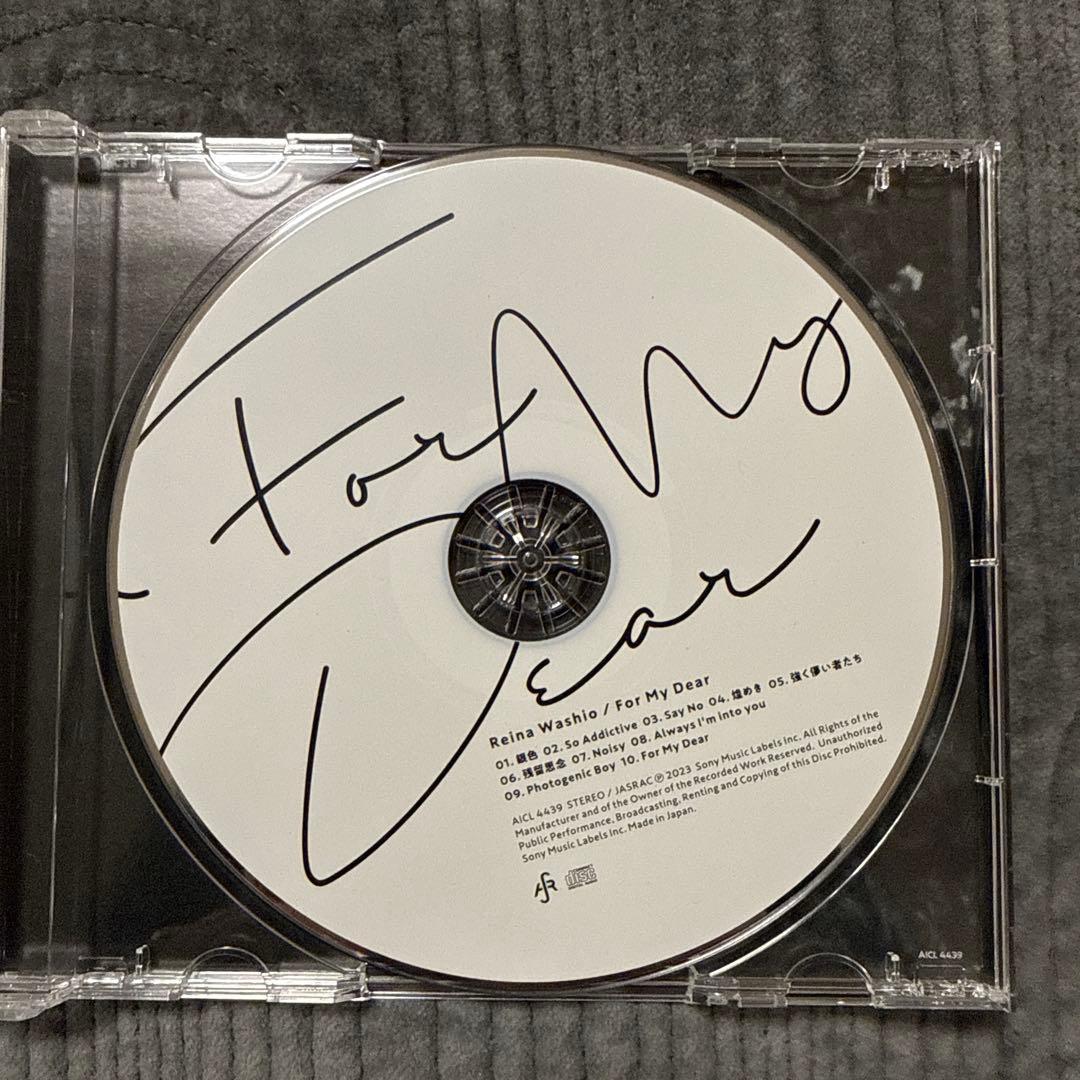 For My
Dear
Reina Washio / For My Dear
01. 銀色 02. So Addictive 03. Say No 04. 煌めき 05. 強く儚い者たち
06. 残留思念 07. Noisy 08. Always I'm Into you
09. Photogenic Boy 10. For My Dear
AICL 4439 STEREO / JASRAC Ⓟ 2023 Sony Music Labels Inc. All Rights of the
Manufacturer and of the Owner of the Recorded Work Reserved. Unauthorized
Public Performance, Broadcasting, Renting and Copying of this Disc Prohibited.
Sony Music Labels Inc. Made in Japan.
disc
AICL 4439